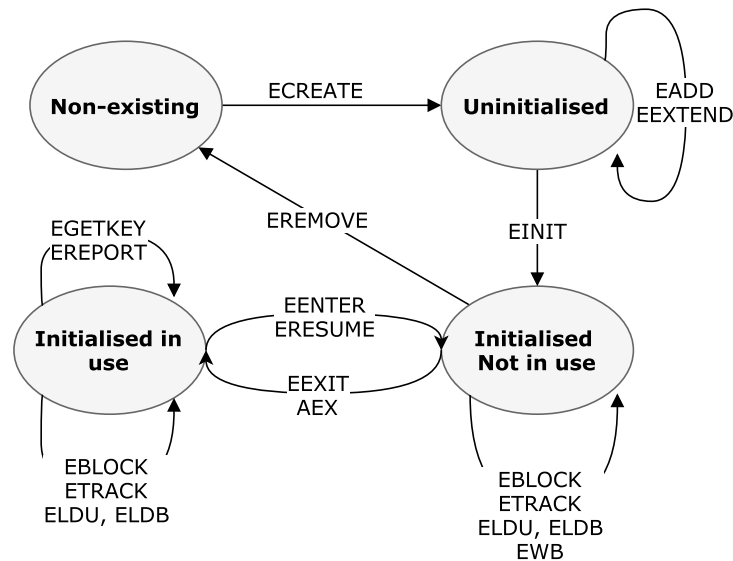 Non-existing
ECREATE
Uninitialised
EADD
EEXTEND
EREMOVE
EINIT
EGETKEY
EREPORT
Initialised in
use
EENTER
ERESUME
EEXIT
AEX
Initialised
Not in use
EBLOCK
ETRACK
ELDU, ELDB
EBLOCK
ETRACK
ELDU, ELDB
EWB